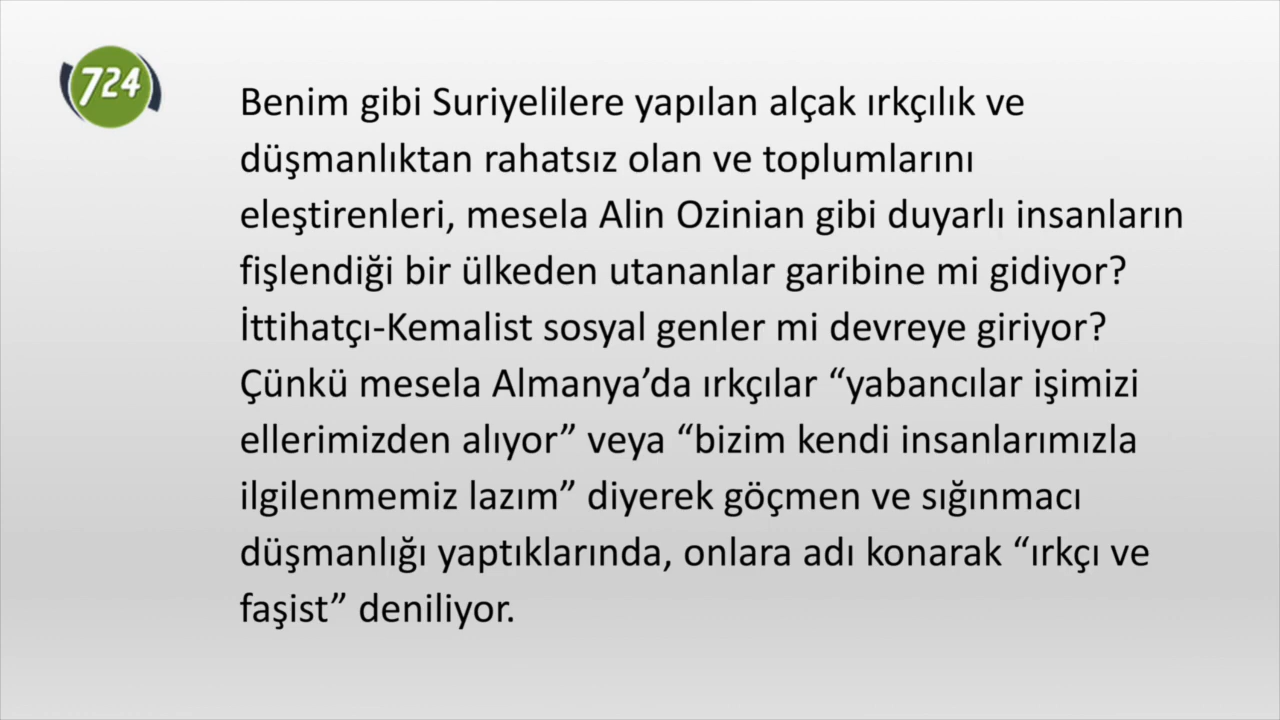 724
Benim gibi Suriyelilere yapılan alçak ırkçılık ve
düşmanlıktan rahatsız olan ve toplumlarını
eleştirenleri, mesela Alin Ozinian gibi duyarlı insanların
fişlendiği bir ülkeden utananlar garibine mi gidiyor?
İttihatçı-Kemalist sosyal genler mi devreye giriyor?
Çünkü mesela Almanya’da ırkçılar “yabancılar işimizi
ellerimizden alıyor” veya “bizim kendi insanlarımızla
ilgilenmemiz lazım” diyerek göçmen ve sığınmacı
düşmanlığı yaptıklarında, onlara adı konarak “ırkçı ve
faşist” deniliyor.